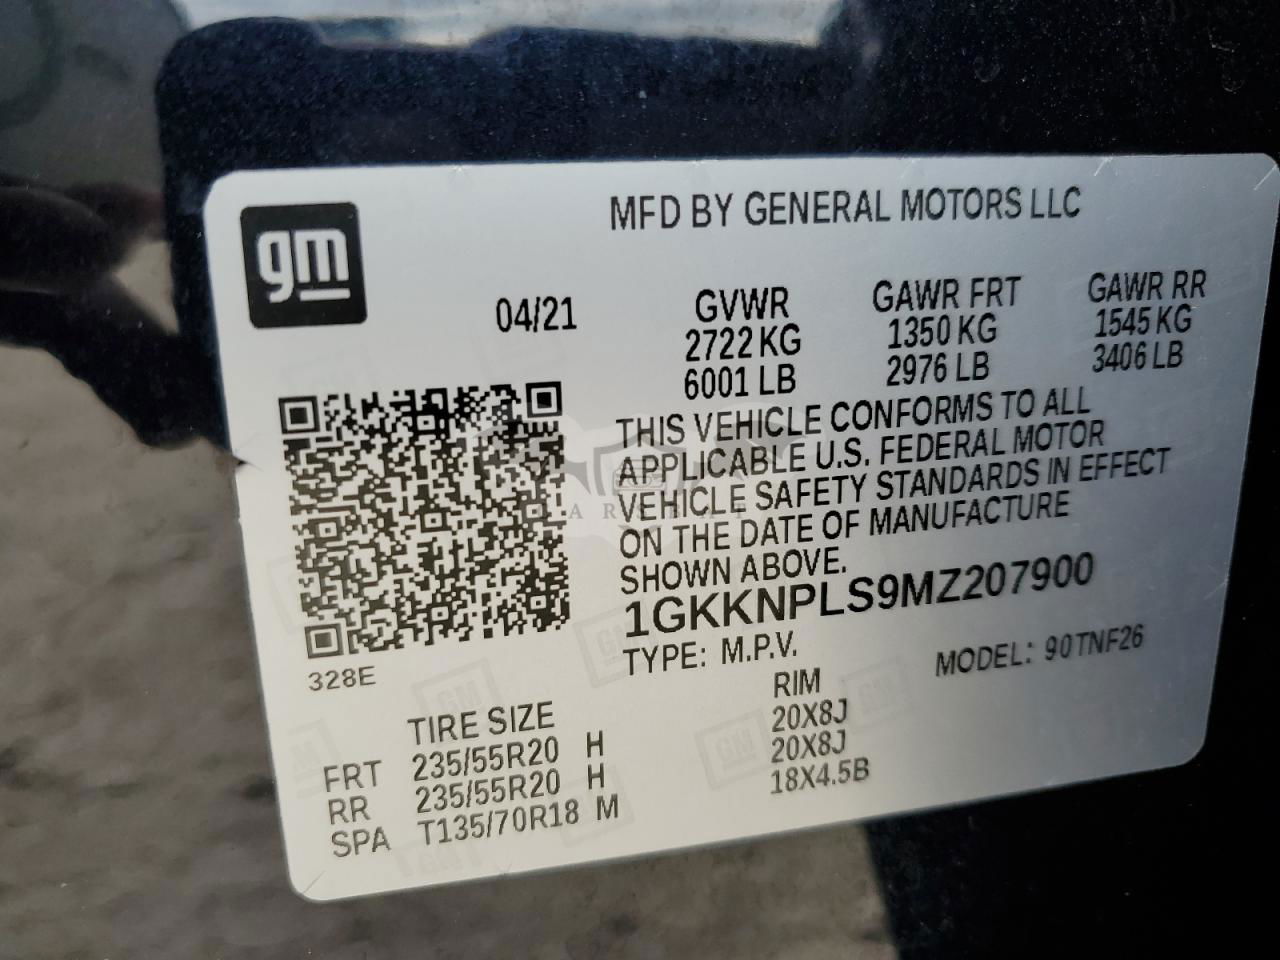 gm
MFD BY GENERAL MOTORS LLC
04/21
GVWR GAWR FRT GAWR RR
2722 KG 1350 KG 1545 KG
6001 LB 2976 LB 3406 LB
THIS VEHICLE CONFORMS TO ALL
APPLICABLE U.S. FEDERAL MOTOR
VEHICLE SAFETY STANDARDS IN EFFECT
ON THE DATE OF MANUFACTURE
SHOWN ABOVE.
1GKKNPLS9MZ207900
TYPE: M.P.V. MODEL: 90TNF26
328E
TIRE SIZE RIM
FRT 235/55R20 H 20X8J
RR 235/55R20 H 20X8J
SPA T135/70R18 M 18X4.5B
GM
GM
GM